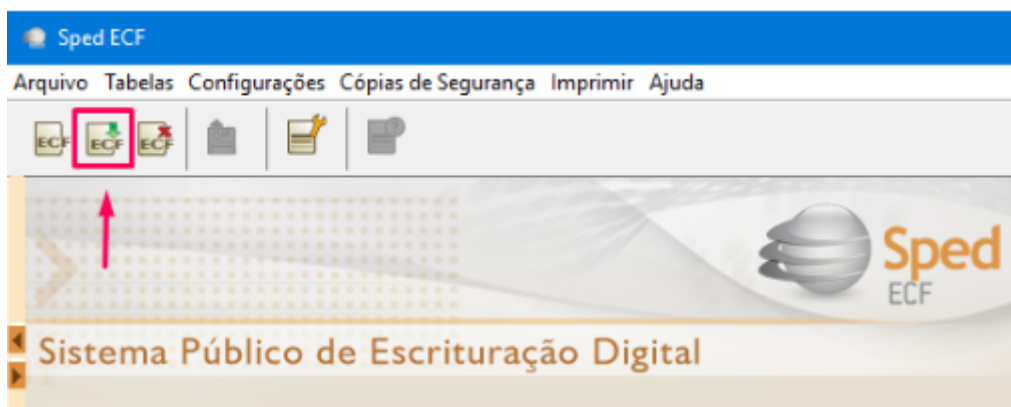 Sped ECF
Arquivo Tabelas Configurações Cópias de Segurança Imprimir Ajuda
ECF ECF ECF
Sped
ECF
Sistema Público de Escrituração Digital